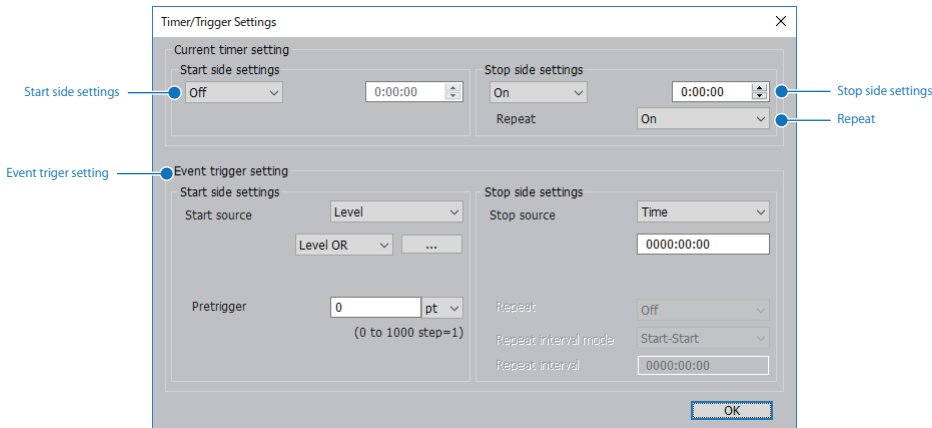 Timer/Trigger Settings
Current timer setting
Start side settings
Off
0:00:00
Stop side settings
On
0:00:00
Repeat
On
Start side settings
Stop side settings
Repeat
Event triger setting
Event trigger setting
Start side settings
Start source
Level
Level OR
...
Pretrigger
0
pt
(0 to 1000 step=1)
Stop side settings
Stop source
Time
0000:00:00
Repeat
Off
Repeat interval mode
Start-Start
Repeat interval
0000:00:00
OK